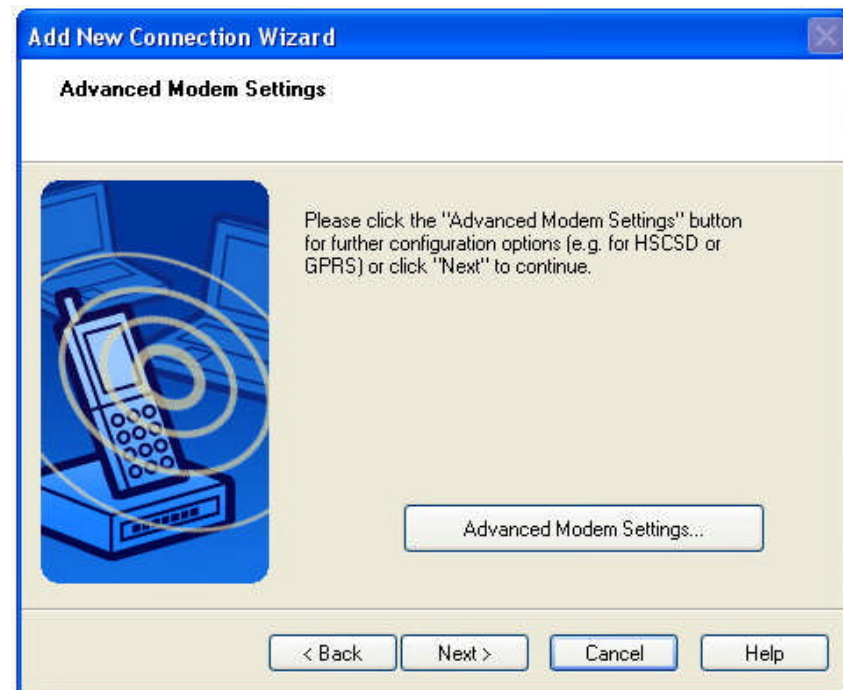 Add New Connection Wizard
Advanced Modem Settings
Please click the "Advanced Modem Settings" button
for further configuration options (e.g. for HSCSD or
GPRS) or click "Next" to continue.
Advanced Modem Settings...
< Back
Next >
Cancel
Help